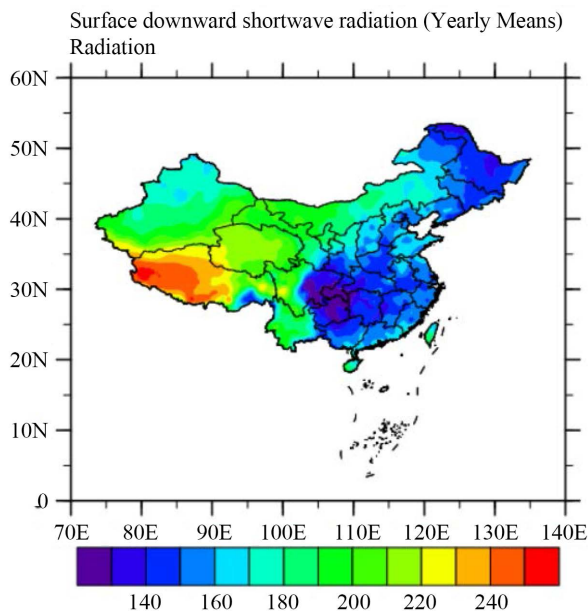 Surface downward shortwave radiation (Yearly Means)
Radiation
60N
50N
40N
30N
20N
10N
0
70E 80E 90E 100E 110E 120E 130E 140E
140 160 180 200 220 240